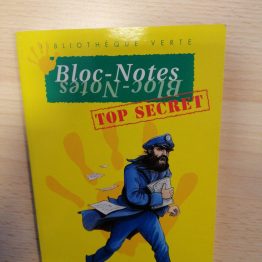 BIBLIOTHÈQUE VERTE
Bloc-Notes
Bloc-Notes
TOP SECRET